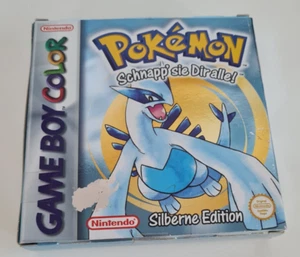 Nintendo
GAME BOY COLOR
POKéMON
Schnapp' sie Dir alle!
Nintendo
Silberne Edition